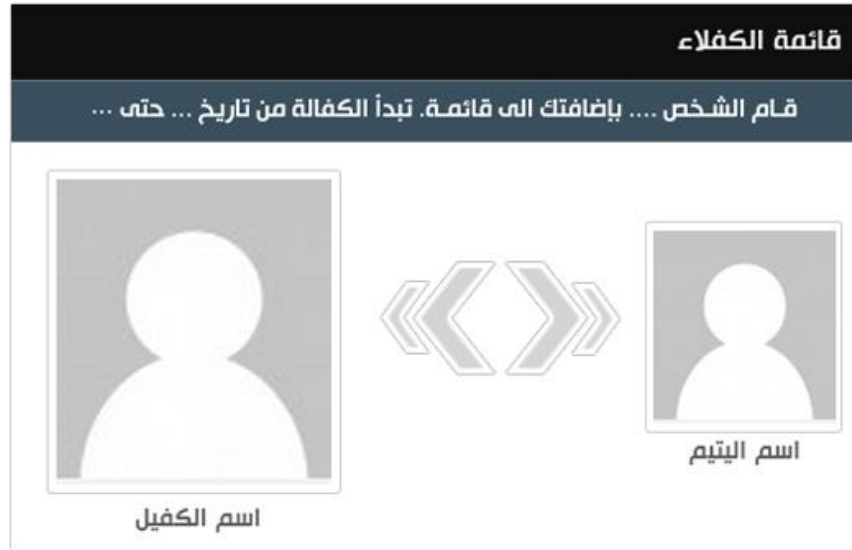 قائمة الكفلاء
قـام الشـخص .... بإضافتك الى قائمـة. تبدأ الكفالة من تاريخ ... حتى ...
اسم اليتيم
اسم الكفيل